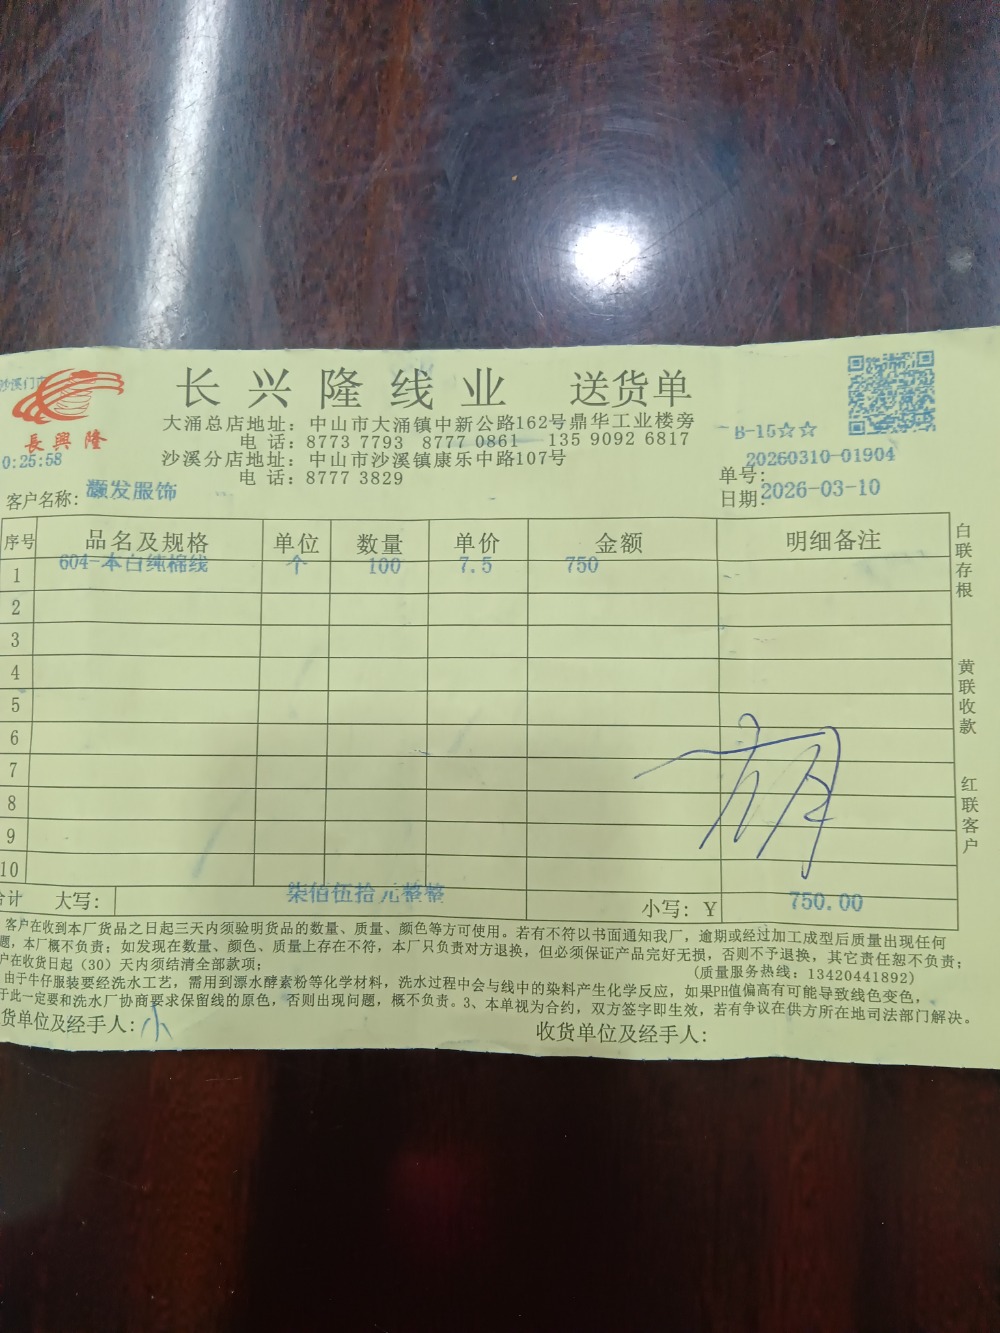 沙溪门市
長興隆
0:25:58
长兴隆线业 送货单
大涌总店地址：中山市大涌镇中新公路162号鼎华工业楼旁
电 话：8773 7793 8777 0861 135 9092 6817
沙溪分店地址：中山市沙溪镇康乐中路107号
电 话：8777 3829
B-15☆☆
单号：20260310-01904
日期：2026-03-10
客户名称：灏发服饰
序号 品名及规格 单位 数量 单价 金额 明细备注
1 604-本白纯棉线 个 100 7.5 750
2
3
4
5
6
7
8
9
10
合计 大写： 柒佰伍拾元整整 小写：Y 750.00
白联存根
黄联收款
红联客户
客户在收到本厂货品之日起三天内须验明货品的数量、质量、颜色等方可使用。若有不符以书面通知我厂，逾期或经过加工成型后质量出现任何
题，本厂概不负责；如发现在数量、颜色、质量上存在不符，本厂只负责对方退换，但必须保证产品完好无损，否则不予退换，其它责任恕不负责；
户在收货日起（30）天内须结清全部款项；
（质量服务热线：13420441892）
由于牛仔服装要经洗水工艺，需用到漂水酵素粉等化学材料，洗水过程中会与线中的染料产生化学反应，如果PH值偏高有可能导致线色变色，
于此一定要和洗水厂协商要求保留线的原色，否则出现问题，概不负责。3、本单视为合约，双方签字即生效，若有争议在供方所在地司法部门解决。
货单位及经手人：小
收货单位及经手人：